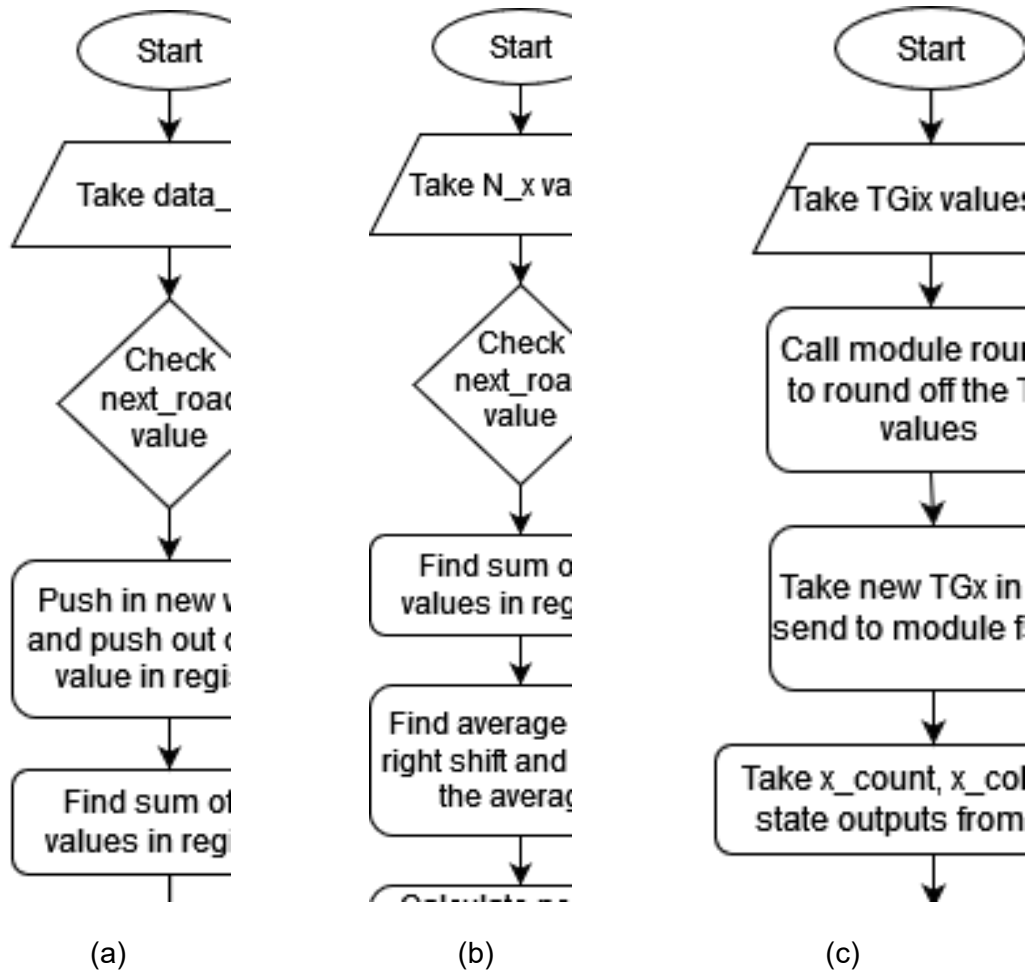 Start
Take data_
Check
next_road
value
Push in new
and push out
value in regis
Find sum of
values in regi
(a)
Start
Take N_x va
Check
next_roa
value
Find sum o
values in reg
Find average
right shift and
the averag
(b)
Start
Take TGix values
Call module roun
to round off the T
values
Take new TGx in
send to module f
Take x_count, x_col
state outputs from
(c)